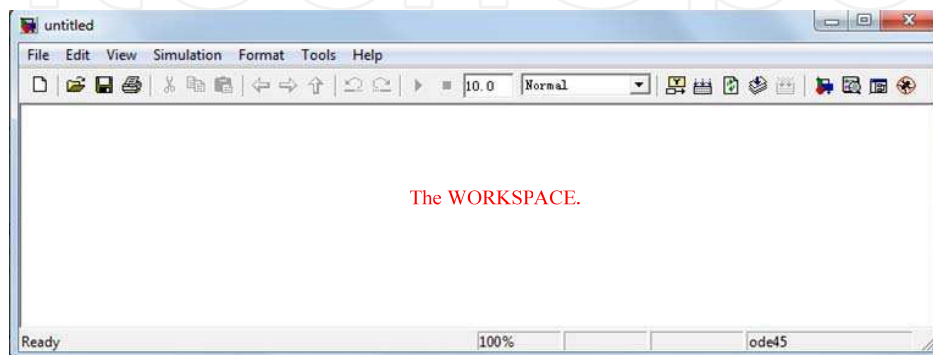 untitled
File Edit View Simulation Format Tools Help
10.0 Normal
The WORKSPACE.
Ready 100% ode45